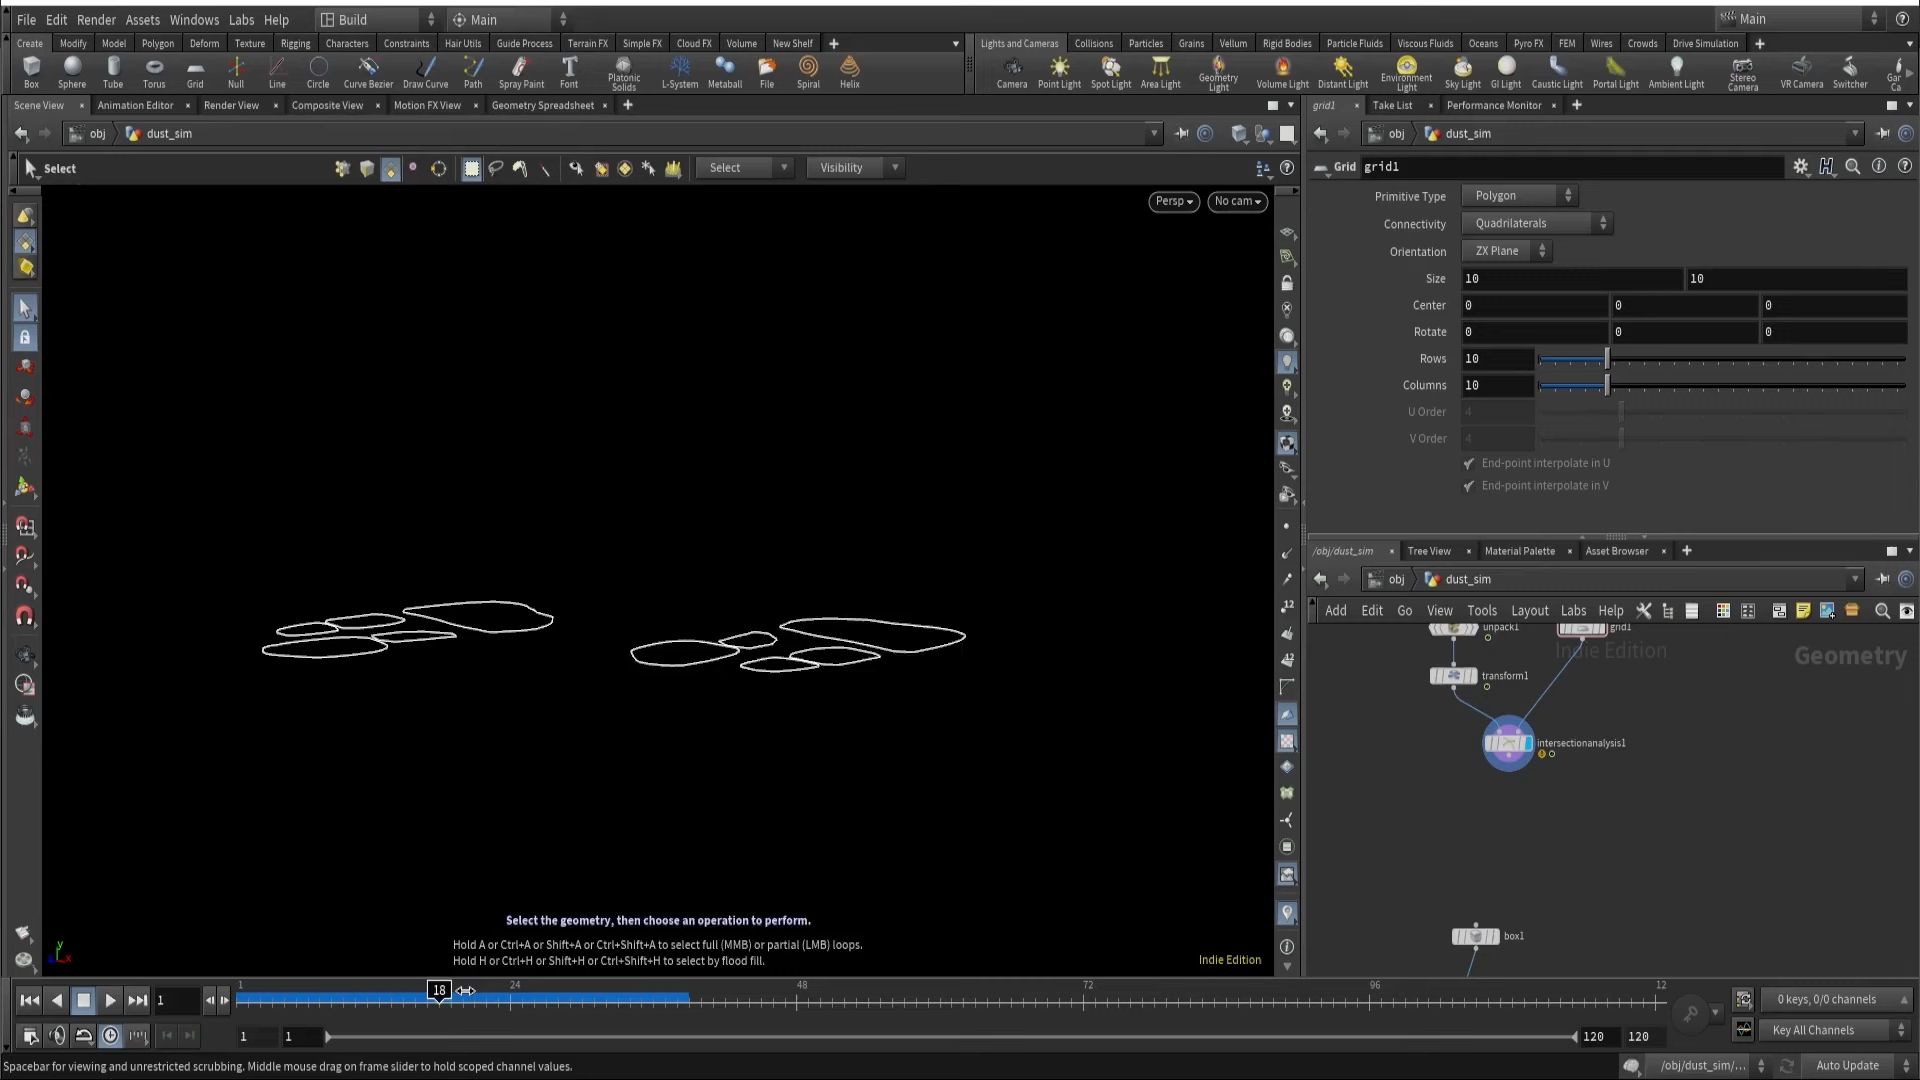 File Edit Render Assets Windows Labs Help Build Main Main
Create Modify Model Polygon Deform Texture Rigging Characters Constraints Hair Utils Guide Process Terrain FX Simple FX Cloud FX Volume New Shelf
Lights and Cameras Collisions Particles Grains Vellum Rigid Bodies Particle Fluids Viscous Fluids Oceans Pyro FX FEM Wires Crowds Drive Simulation
Box Sphere Tube Torus Grid Null Line Circle Curve Bezier Draw Curve Path Spray Paint Font Platonic Solids L-System Metaball File Spiral Helix
Camera Point Light Spot Light Area Light Geometry Light Volume Light Distant Light Environment Light Sky Light GI Light Caustic Light Portal Light Ambient Light Stereo Camera VR Camera Switcher Gar Ca
Scene View Animation Editor Render View Composite View Motion FX View Geometry Spreadsheet
grid1 Take List Performance Monitor
obj dust_sim
obj dust_sim
Select Select Visibility
Grid grid1
Persp No cam
Primitive Type Polygon
Connectivity Quadrilaterals
Orientation ZX Plane
Size 10 10
Center 0 0 0
Rotate 0 0 0
Rows 10
Columns 10
U Order 4
V Order 4
End-point interpolate in U
End-point interpolate in V
/obj/dust_sim Tree View Material Palette Asset Browser
obj dust_sim
Add Edit Go View Tools Layout Labs Help
unpack1 grid1
Indie Edition Geometry
transform1
intersectionanalysis1
box1
12
42
y
x
Select the geometry, then choose an operation to perform.
Hold A or Ctrl+A or Shift+A or Ctrl+Shift+A to select full (MMB) or partial (LMB) loops.
Hold H or Ctrl+H or Shift+H or Ctrl+Shift+H to select by flood fill.
Indie Edition
1 1 18 24 48 72 96 12
0 keys, 0/0 channels
1 1 120 120
Key All Channels
Spacebar for viewing and unrestricted scrubbing. Middle mouse drag on frame slider to hold scoped channel values.
/obj/dust_sim/... Auto Update